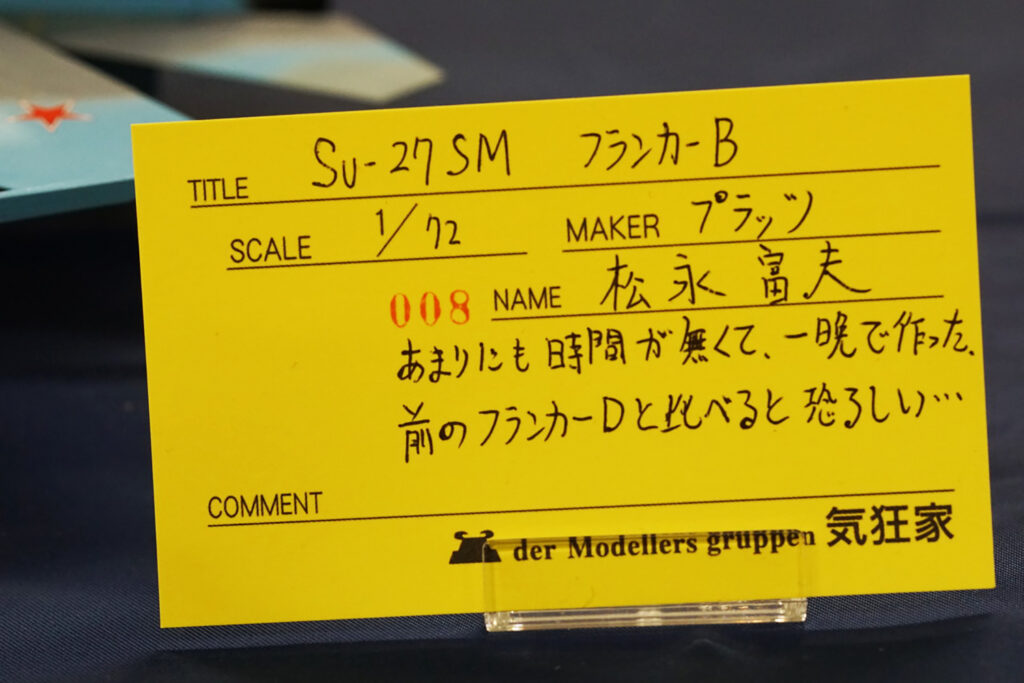 TITLE Su-27SM フランカーB
SCALE 1/72 MAKER プラッツ
008 NAME 松永富夫
あまりにも時間が無くて、一晩で作った。
前のフランカーDと比べると恐ろしい…
COMMENT
der Modellers gruppen 気狂家